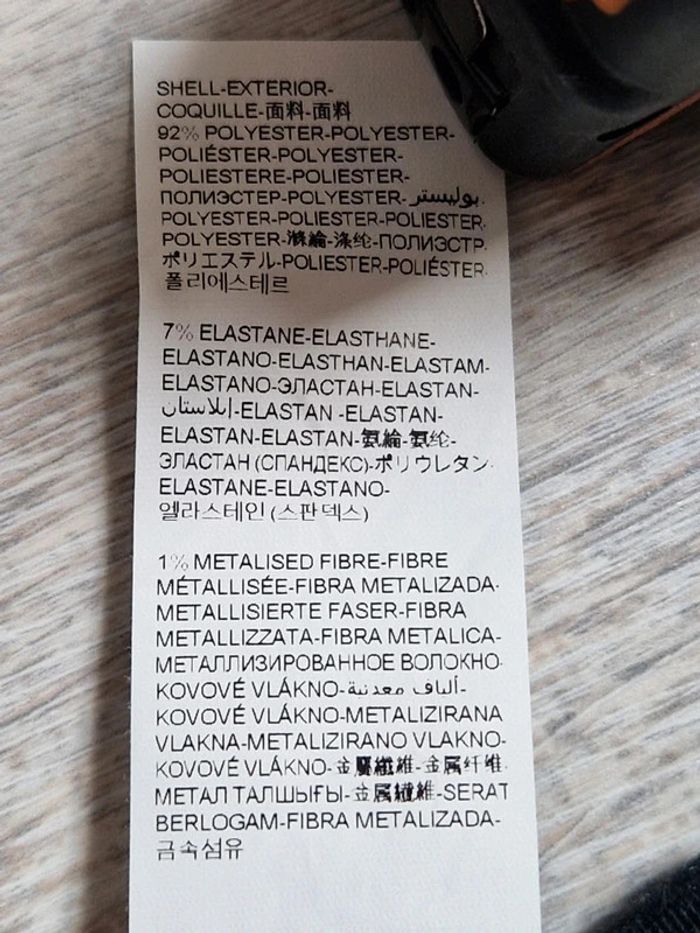 SHELL-EXTERIOR-
COQUILLE-面料-面料
92% POLYESTER-POLYESTER-
POLIÉSTER-POLYESTER-
POLIESTERE-POLIESTER-
ПОЛИЭСТЕР-POLYESTER-بوليستر-
POLYESTER-POLIESTER-POLIESTER-
POLYESTER-滌綸-涤纶-ПОЛИЭСТР-
ポリエステル-POLIESTER-POLIÉSTER-
폴리에스테르
7% ELASTANE-ELASTHANE-
ELASTANO-ELASTHAN-ELASTAM-
ELASTANO-ЭЛАСТАН-ELASTAN-
إيلاستان-ELASTAN -ELASTAN-
ELASTAN-ELASTAN-氨綸-氨纶-
ЭЛАСТАН (СПАНДЕКС)-ポリウレタン-
ELASTANE-ELASTANO-
엘라스테인 (스판덱스)
1% METALISED FIBRE-FIBRE
MÉTALLISÉE-FIBRA METALIZADA-
METALLISIERTE FASER-FIBRA
METALLIZZATA-FIBRA METALICA-
МЕТАЛЛИЗИРОВАННОЕ ВОЛОКНО-
KOVOVÉ VLÁKNO-ألياف معدنية-
KOVOVÉ VLÁKNO-METALIZIRANA
VLAKNA-METALIZIRANO VLAKNO-
KOVOVÉ VLÁKNO-金屬纖維-金属纤维-
МЕТАЛ ТАЛШЫҒЫ-金属繊維-SERAT
BERLOGAM-FIBRA METALIZADA-
금속섬유